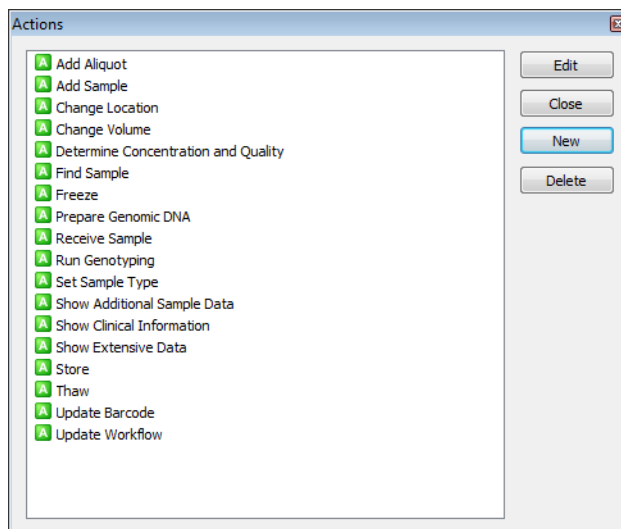 Actions
A Add Aliquot
A Add Sample
A Change Location
A Change Volume
A Determine Concentration and Quality
A Find Sample
A Freeze
A Prepare Genomic DNA
A Receive Sample
A Run Genotyping
A Set Sample Type
A Show Additional Sample Data
A Show Clinical Information
A Show Extensive Data
A Store
A Thaw
A Update Barcode
A Update Workflow
Edit
Close
New
Delete